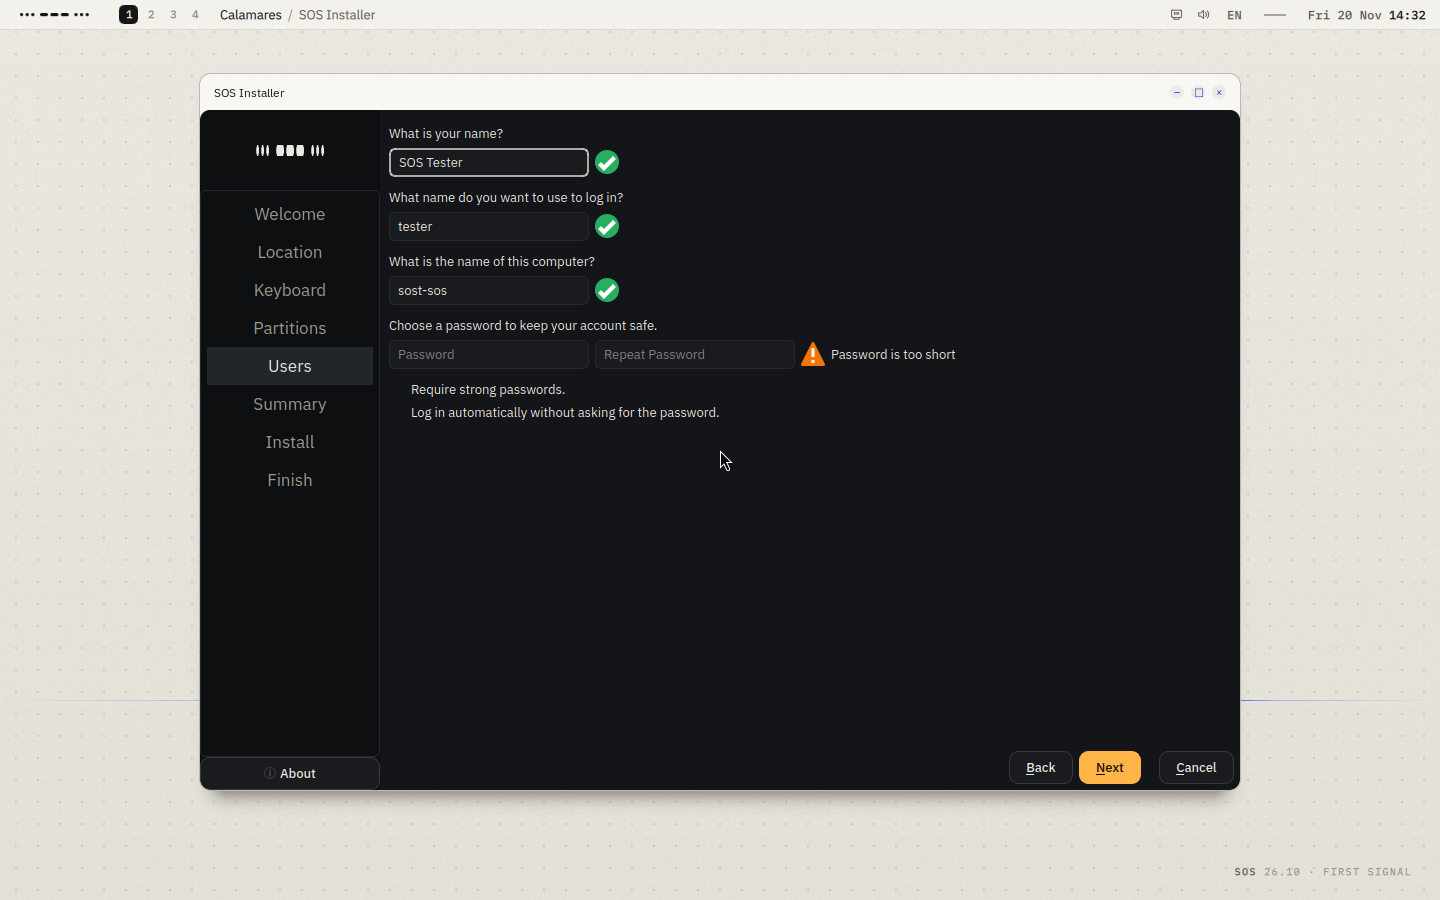 1 2 3 4 Calamares / SOS Installer EN Fri 20 Nov 14:32
SOS Installer
What is your name?
SOS Tester
What name do you want to use to log in?
tester
What is the name of this computer?
sost-sos
Choose a password to keep your account safe.
Password Repeat Password Password is too short
Require strong passwords.
Log in automatically without asking for the password.
Welcome
Location
Keyboard
Partitions
Users
Summary
Install
Finish
About
Back Next Cancel
SOS 26.10 · FIRST SIGNAL